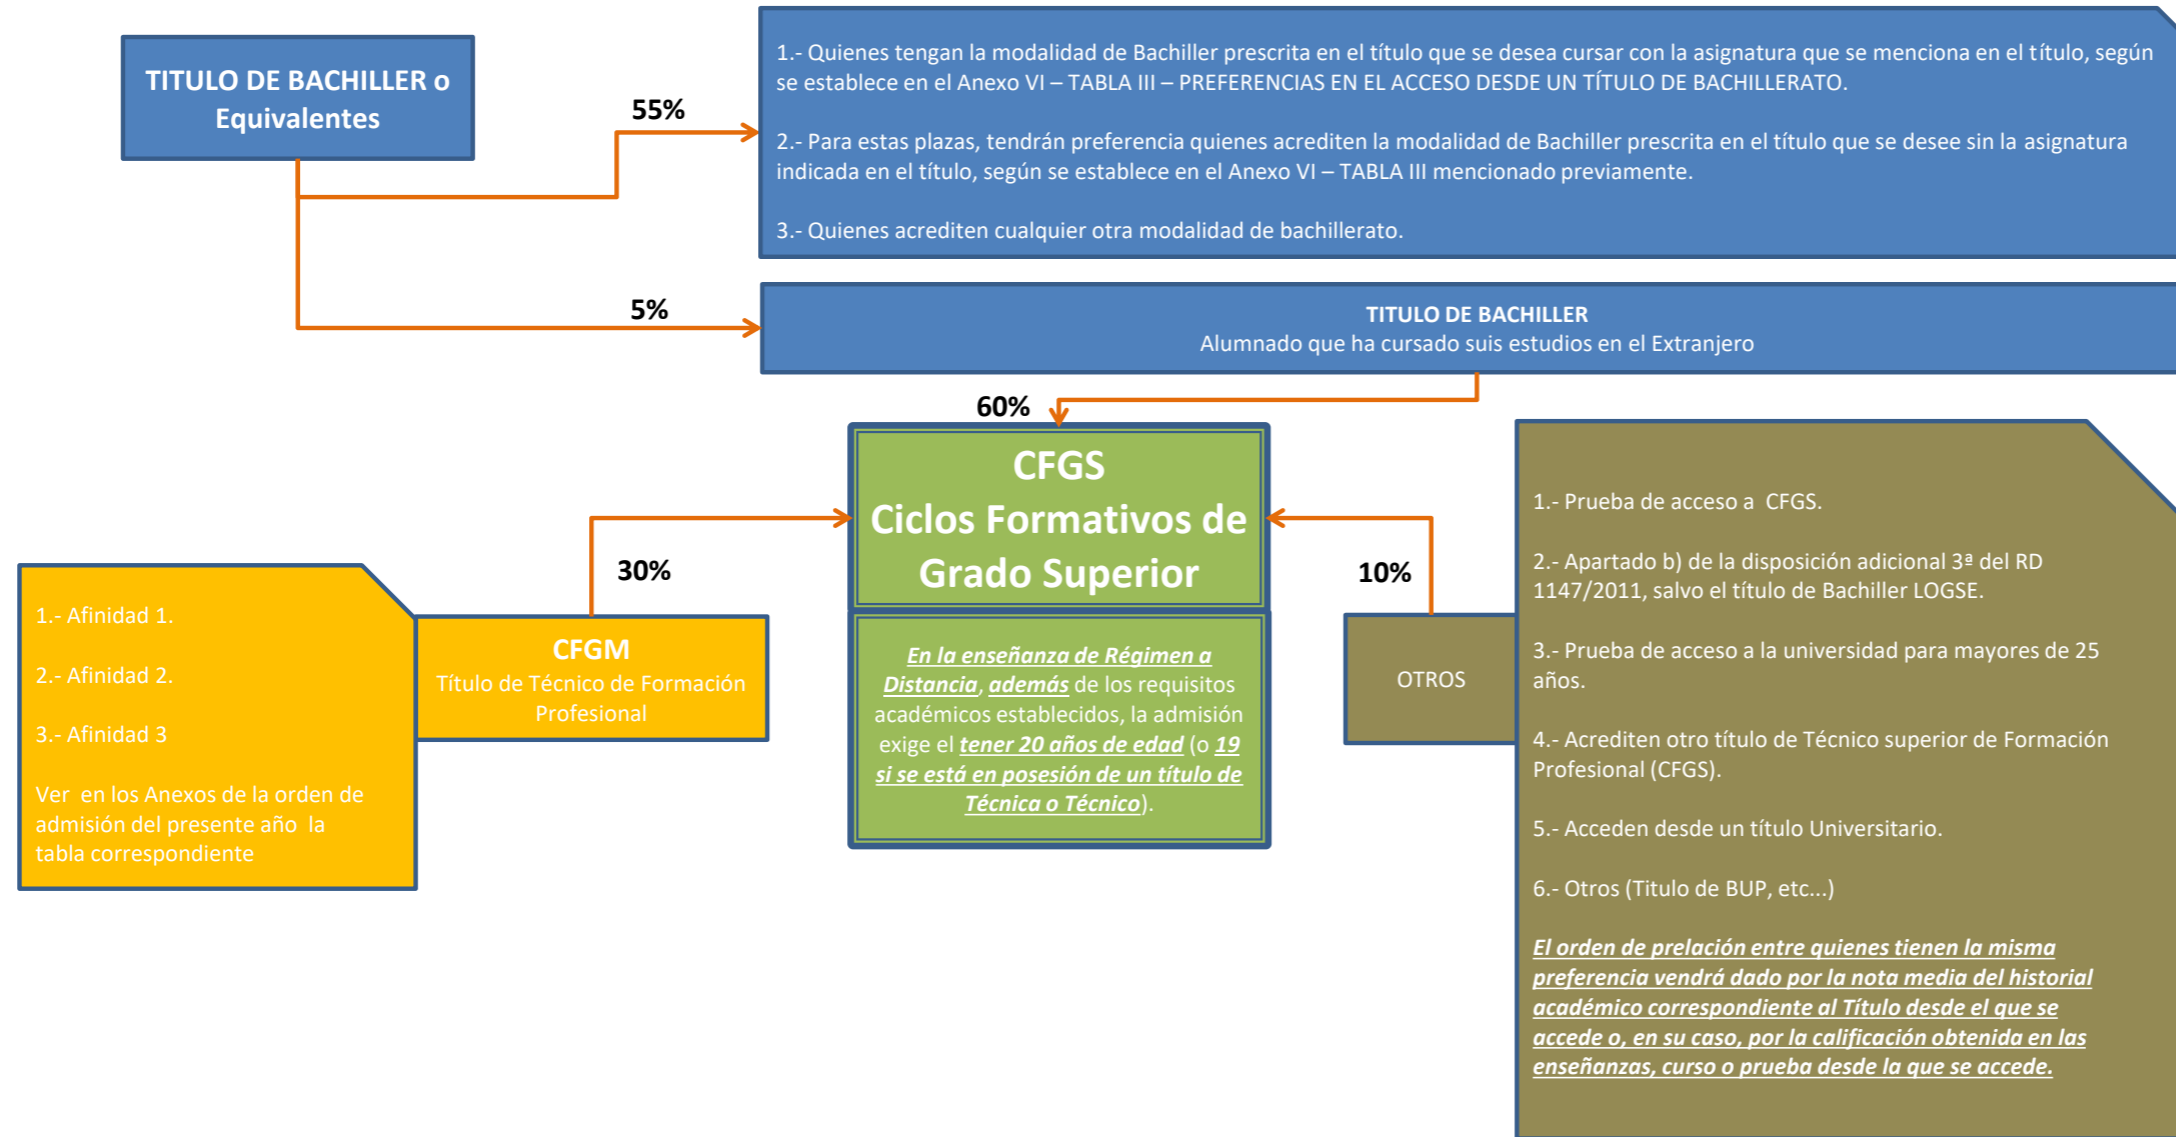 TITULO DE BACHILLER o
Equivalentes
55%
1.- Quienes tengan la modalidad de Bachiller prescrita en el título que se desea cursar con la asignatura que se menciona en el título, según
se establece en el Anexo VI – TABLA III – PREFERENCIAS EN EL ACCESO DESDE UN TÍTULO DE BACHILLERATO.
2.- Para estas plazas, tendrán preferencia quienes acrediten la modalidad de Bachiller prescrita en el título que se desee sin la asignatura
indicada en el título, según se establece en el Anexo VI – TABLA III mencionado previamente.
3.- Quienes acrediten cualquier otra modalidad de bachillerato.
5%
TITULO DE BACHILLER
Alumnado que ha cursado suis estudios en el Extranjero
60%
CFGS
Ciclos Formativos de
Grado Superior
En la enseñanza de Régimen a
Distancia, además de los requisitos
académicos establecidos, la admisión
exige el tener 20 años de edad (o 19
si se está en posesión de un título de
Técnica o Técnico).
30%
1.- Afinidad 1.
2.- Afinidad 2.
3.- Afinidad 3
Ver en los Anexos de la orden de
admisión del presente año la
tabla correspondiente
CFGM
Título de Técnico de Formación
Profesional
10%
OTROS
1.- Prueba de acceso a CFGS.
2.- Apartado b) de la disposición adicional 3ª del RD
1147/2011, salvo el título de Bachiller LOGSE.
3.- Prueba de acceso a la universidad para mayores de 25
años.
4.- Acrediten otro título de Técnico superior de Formación
Profesional (CFGS).
5.- Acceden desde un título Universitario.
6.- Otros (Titulo de BUP, etc...)
El orden de prelación entre quienes tienen la misma
preferencia vendrá dado por la nota media del historial
académico correspondiente al Título desde el que se
accede o, en su caso, por la calificación obtenida en las
enseñanzas, curso o prueba desde la que se accede.